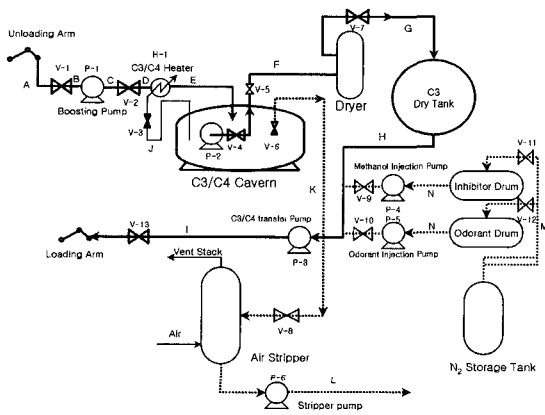 V-7
G
Unloading Arm
H-1
P-1
C3/C4 Heater
F
V-1
A
B
C
D
E
V-2
Boosting Pump
V-5
Dryer
C3
Dry Tank
V-3
J
P-2
V-4
V-6
H
C3/C4 Cavern
K
Methanol Injection Pump
V-11
V-9
P-4
N
Inhibitor Drum
V-13
I
C3/C4 transfer Pump
V-10
P-5
N
Odorant Drum
V-12
M
Loading Arm
Vent Stack
P-3
Odorant Injection Pump
V-8
Air
Air Stripper
N2 Storage Tank
P-6
L
Stripper pump